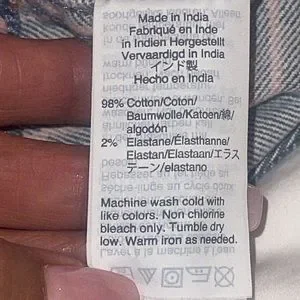 Made in India
Fabriqué en Inde
in Indien Hergestellt
Vervaardigd in India
インド製
Hecho en India
98% Cotton/Coton/
Baumwolle/Katoen/綿/
algodón
2% Elastane/Élasthanne/
Elastan/Elastaan/エラス
テーン/elastano
Machine wash cold with
like colors. Non chlorine
bleach only. Tumble dry
low. Warm iron as needed.